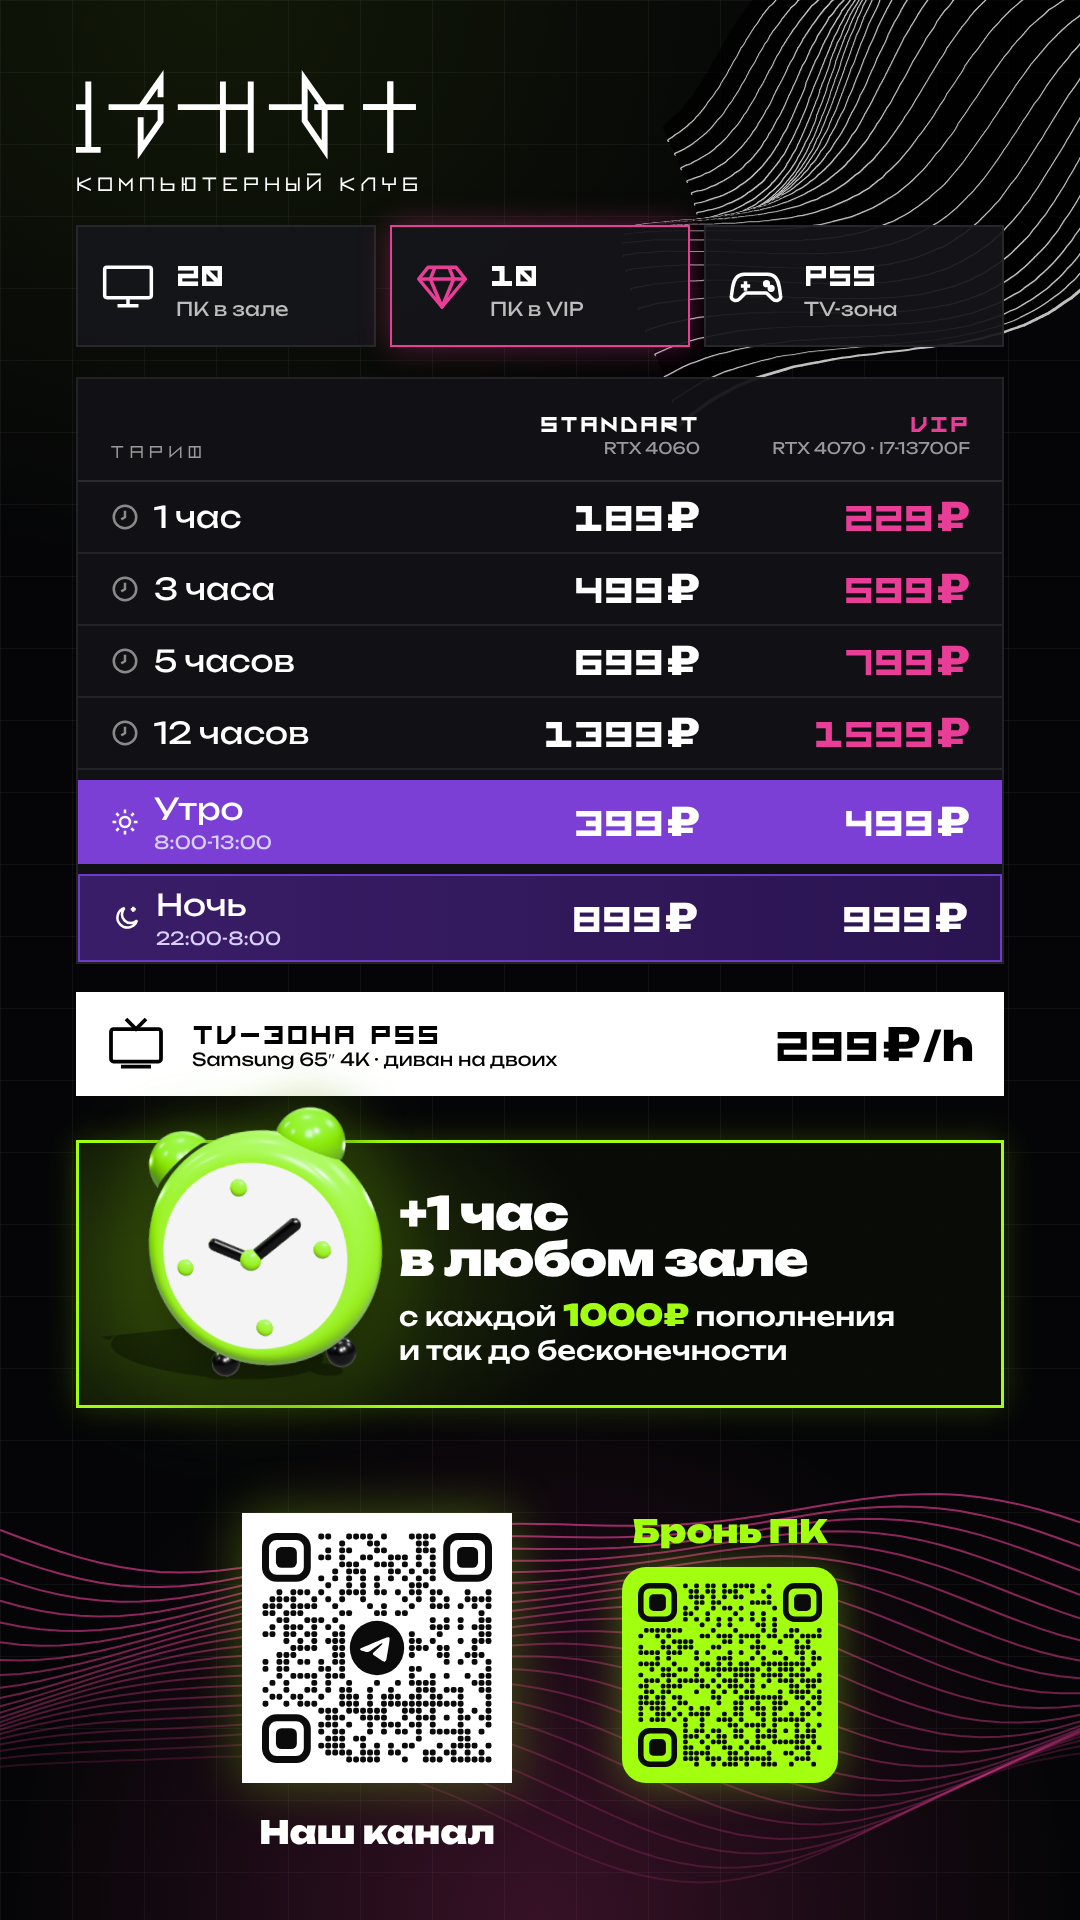 КОМПЬЮТЕРНЫЙ КЛУБ
20
ПК в зале
10
ПК в VIP
PS5
TV-зона
ТАРИФ
STANDART
RTX 4060
VIP
RTX 4070 · I7-13700F
1 час 189₽ 229₽
3 часа 499₽ 599₽
5 часов 699₽ 799₽
12 часов 1399₽ 1599₽
Утро 399₽ 499₽
8:00-13:00
Ночь 899₽ 999₽
22:00-8:00
TV-ЗОНА PS5
Samsung 65″ 4K · диван на двоих
299₽/h
+1 час
в любом зале
с каждой 1000₽ пополнения
и так до бесконечности
Бронь ПК
Наш канал